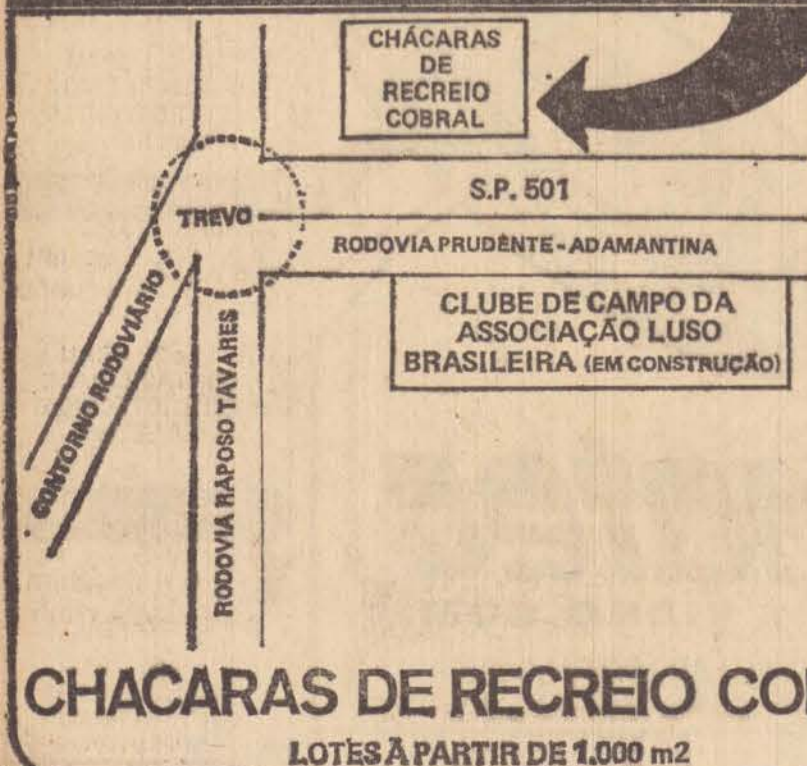 CHÁCARAS
DE
RECREIO
COBRAL
S.P. 501
TREVO
RODOVIA PRUDENTE-ADAMANTINA
CLUBE DE CAMPO DA
ASSOCIAÇÃO LUSO
BRASILEIRA (EM CONSTRUÇÃO)
CONTORNO RODOVIÁRIO
RODOVIA RAPOSO TAVARES
CHACARAS DE RECREIO CO
LOTES À PARTIR DE 1.000 m2